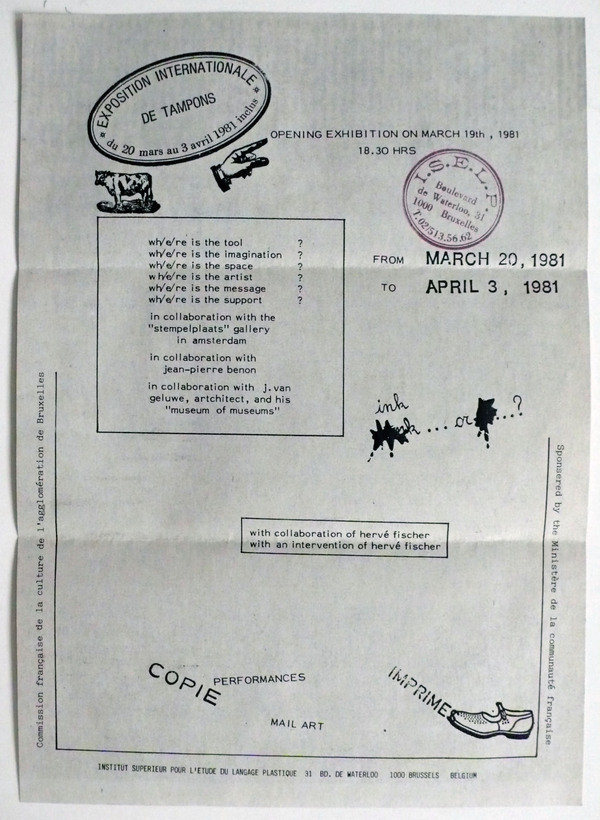 EXPOSITION INTERNATIONALE
DE TAMPONS
du 20 mars au 3 avril 1981 inclus
OPENING EXHIBITION ON MARCH 19th , 1981
18.30 HRS
I.S.E.L.P.
Boulevard
de Waterloo, 31
1000 Bruxelles
T. 02/513.56.62
FROM MARCH 20, 1981
TO APRIL 3, 1981
wh/e/re is the tool ?
wh/e/re is the imagination ?
wh/e/re is the space ?
wh/e/re is the artist ?
wh/e/re is the message ?
wh/e/re is the support ?
in collaboration with the
"stempelplaats" gallery
in amsterdam
in collaboration with
jean-pierre benon
in collaboration with j.van
geluwe, artchitect, and his
"museum of museums"
ink
... or ...?
with collaboration of hervé fischer
with an intervention of hervé fischer
Commission française de la culture de l'agglomération de Bruxelles
Sponsered by the Ministère de la communauté française
COPIE
PERFORMANCES
MAIL ART
IMPRIME
INSTITUT SUPERIEUR POUR L'ETUDE DU LANGAGE PLASTIQUE 31 BD. DE WATERLOO 1000 BRUSSELS BELGIUM